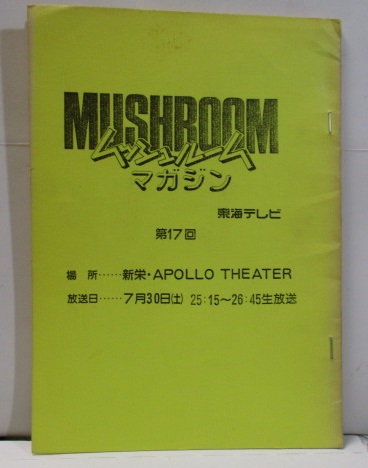 MUSHROOM
ムッシュルーム
マガジン
東海テレビ
第17回
場所……新栄・APOLLO THEATER
放送日……7月30日(土) 25:15〜26:45生放送